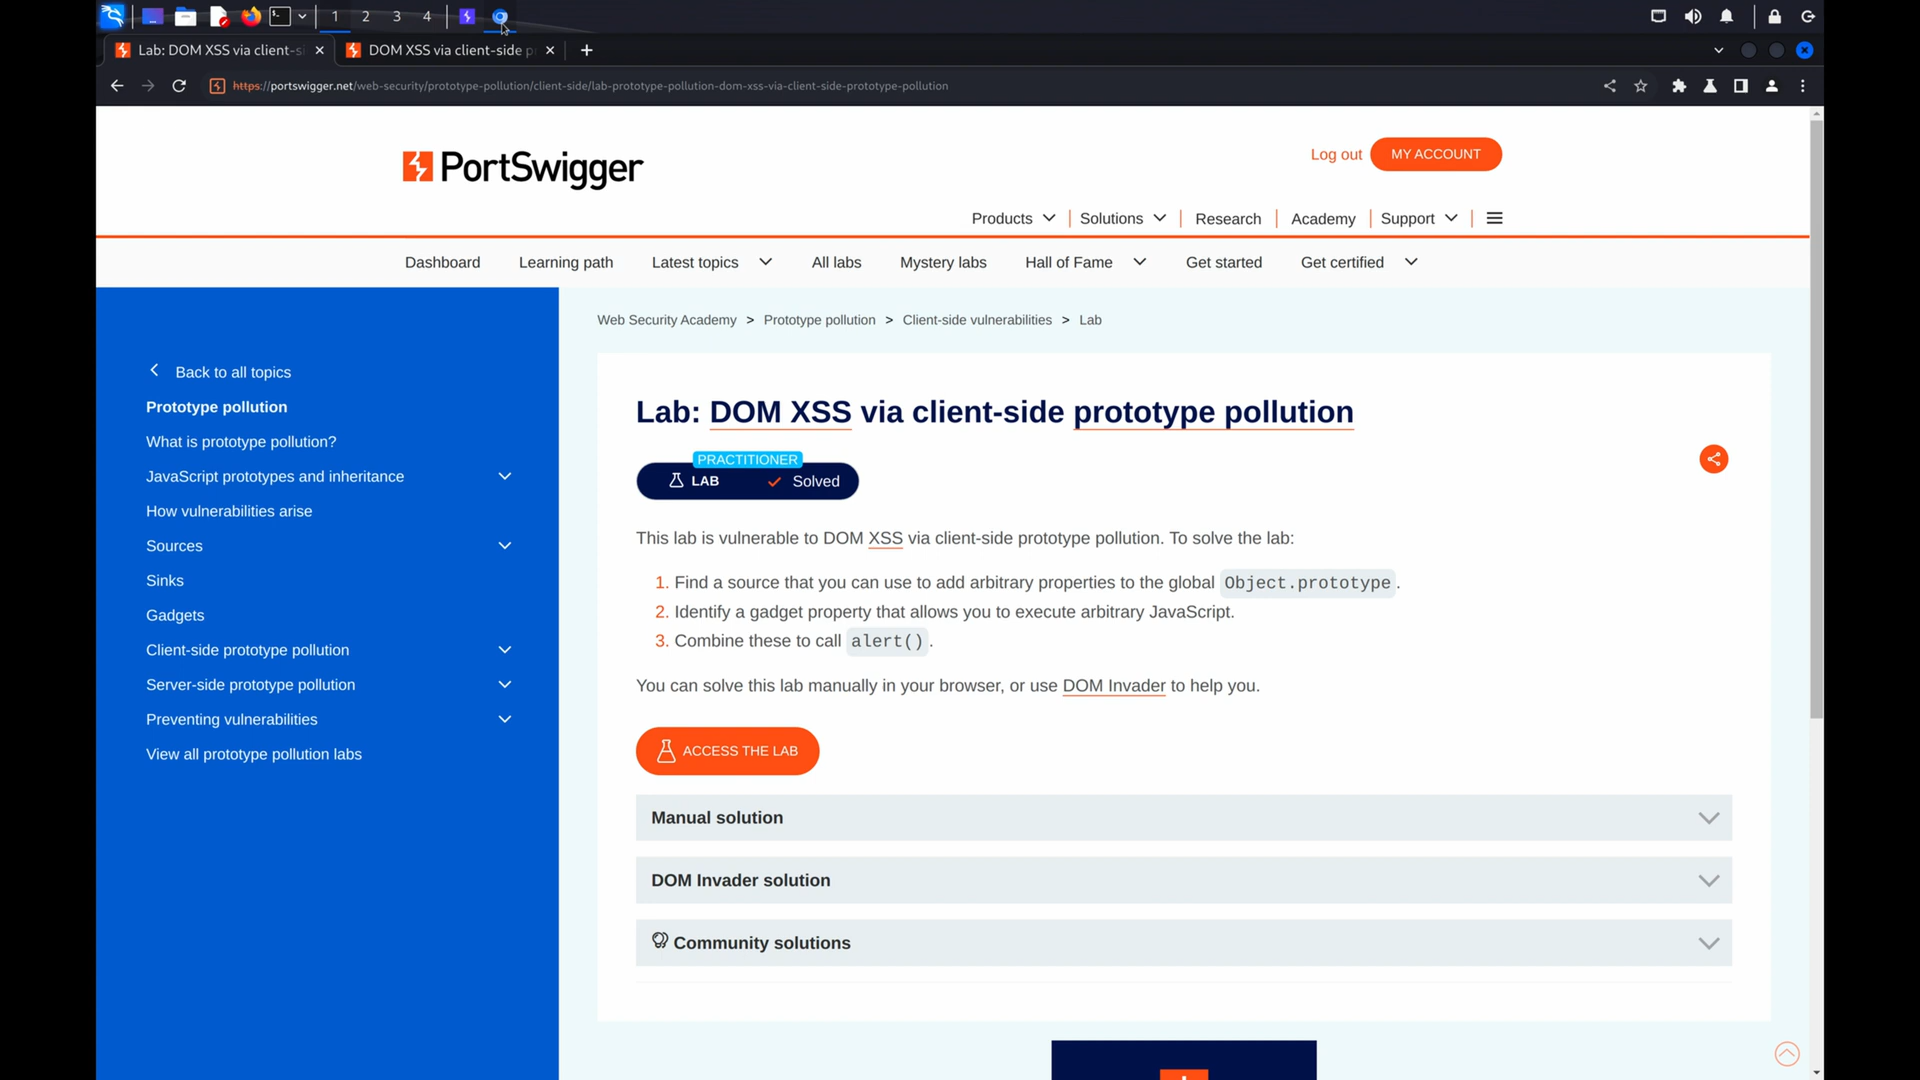 1 2 3 4
Lab: DOM XSS via client-si
DOM XSS via client-side p
https://portswigger.net/web-security/prototype-pollution/client-side/lab-prototype-pollution-dom-xss-via-client-side-prototype-pollution
PortSwigger
Log out
MY ACCOUNT
Products
Solutions
Research
Academy
Support
Dashboard
Learning path
Latest topics
All labs
Mystery labs
Hall of Fame
Get started
Get certified
Back to all topics
Prototype pollution
What is prototype pollution?
JavaScript prototypes and inheritance
How vulnerabilities arise
Sources
Sinks
Gadgets
Client-side prototype pollution
Server-side prototype pollution
Preventing vulnerabilities
View all prototype pollution labs
Web Security Academy > Prototype pollution > Client-side vulnerabilities > Lab
Lab: DOM XSS via client-side prototype pollution
PRACTITIONER
LAB
Solved
This lab is vulnerable to DOM XSS via client-side prototype pollution. To solve the lab:
1. Find a source that you can use to add arbitrary properties to the global Object.prototype.
2. Identify a gadget property that allows you to execute arbitrary JavaScript.
3. Combine these to call alert().
You can solve this lab manually in your browser, or use DOM Invader to help you.
ACCESS THE LAB
Manual solution
DOM Invader solution
Community solutions